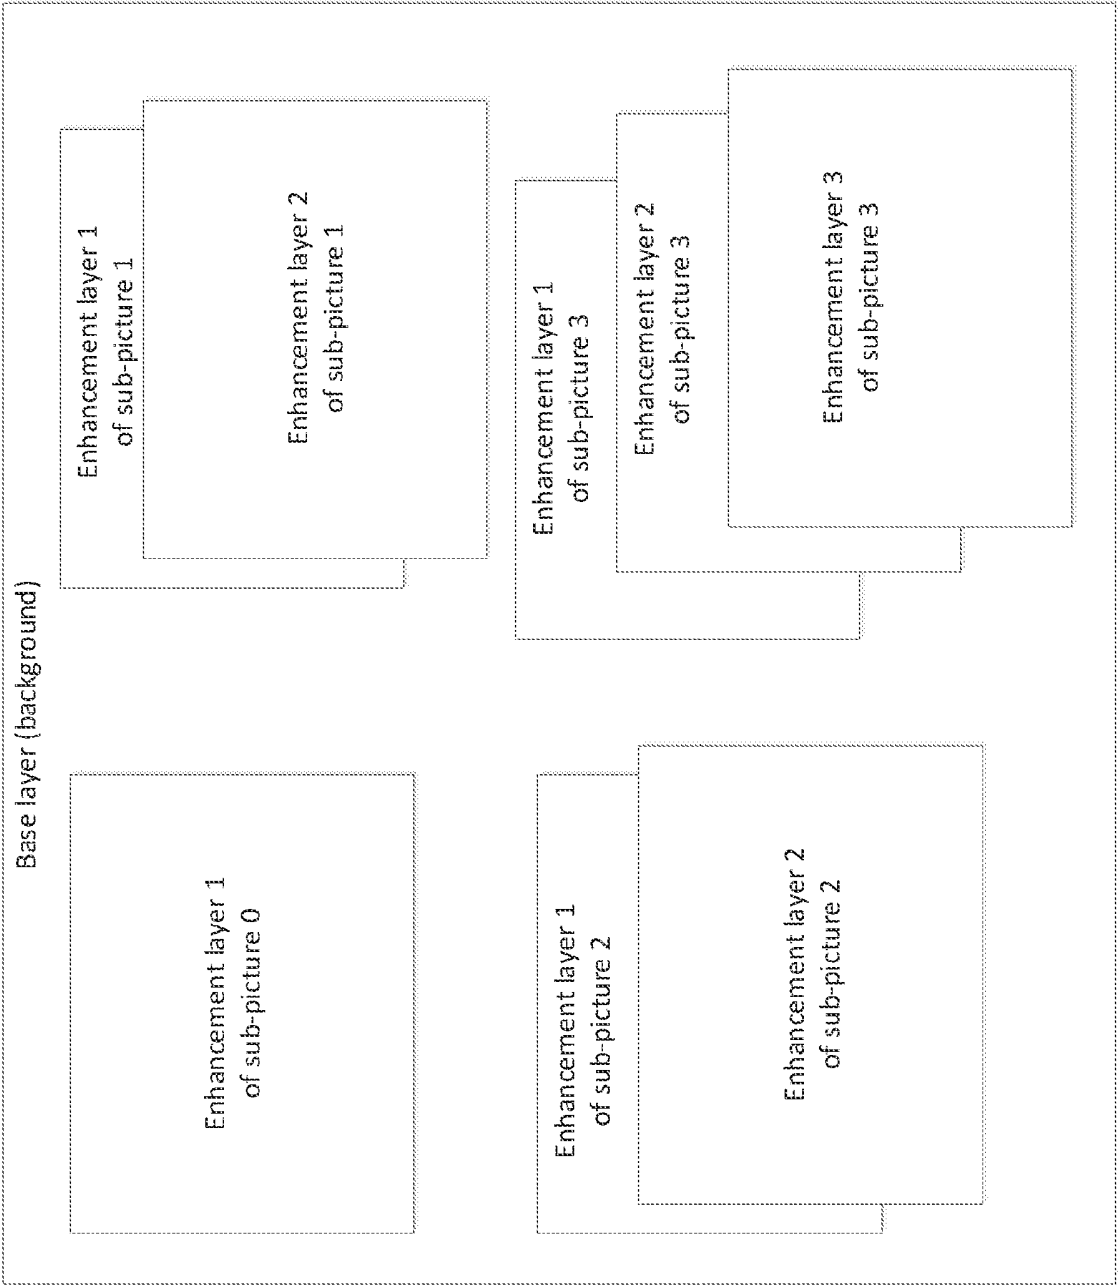 Base layer (background)
Enhancement layer 1
of sub-picture 0
Enhancement layer 1
of sub-picture 1
Enhancement layer 2
of sub-picture 1
Enhancement layer 1
of sub-picture 2
Enhancement layer 2
of sub-picture 2
Enhancement layer 1
of sub-picture 3
Enhancement layer 2
of sub-picture 3
Enhancement layer 3
of sub-picture 3